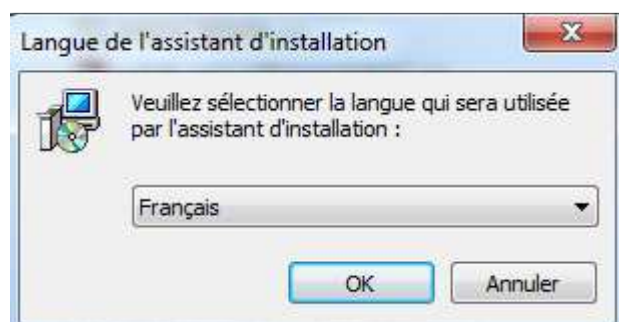 Langue de l'assistant d'installation
Veuillez sélectionner la langue qui sera utilisée
par l'assistant d'installation :
Français
OK
Annuler